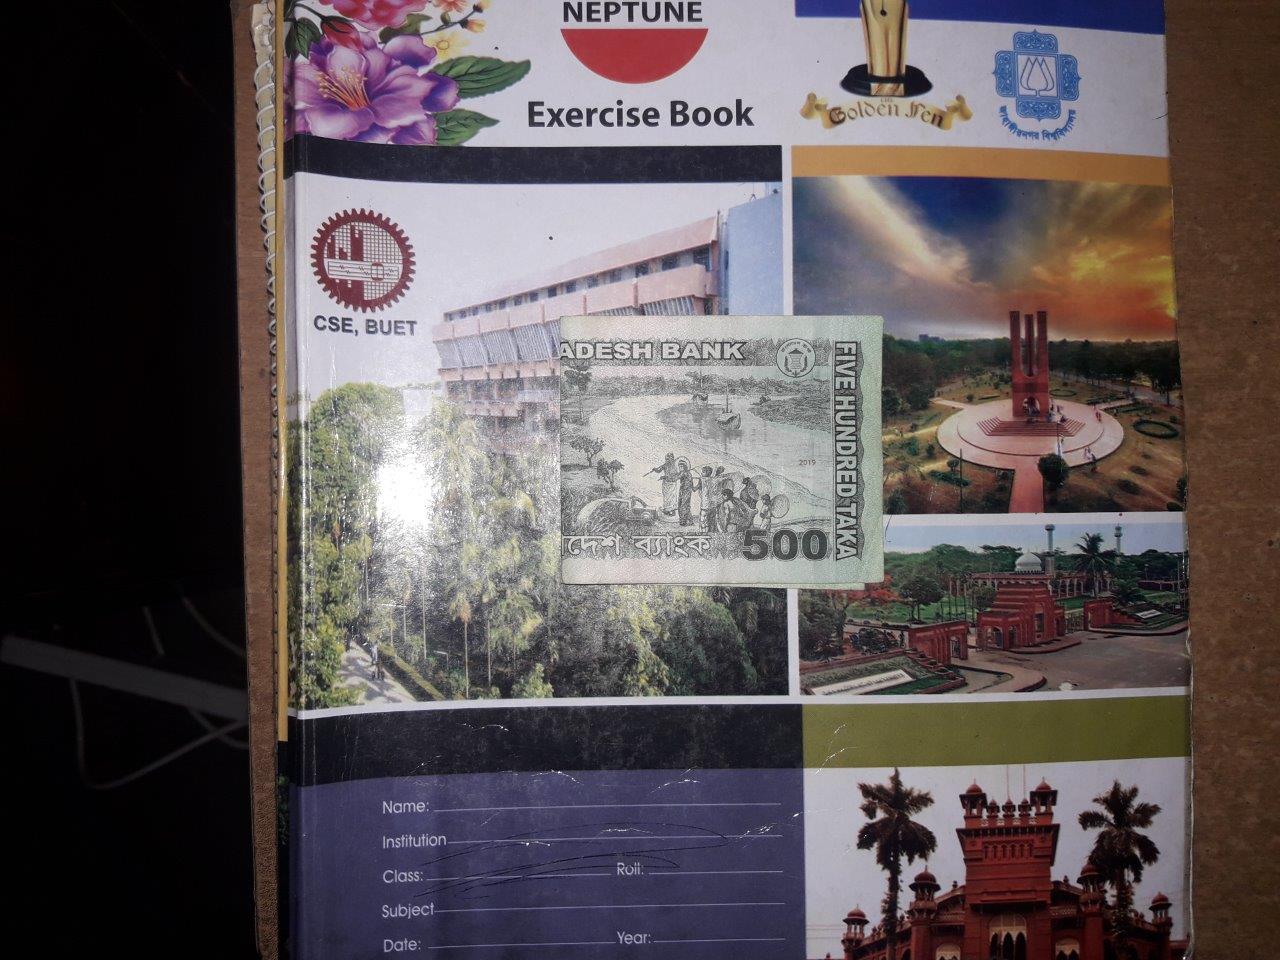 NEPTUNE
Exercise Book
Golden Pen
জাহাঙ্গীরনগর বিশ্ববিদ্যালয়
CSE, BUET
ADESH BANK
FIVE HUNDRED TAKA
2019
দেশ ব্যাংক
500
Name:
Institution
Class: Roll:
Subject
Date: Year: